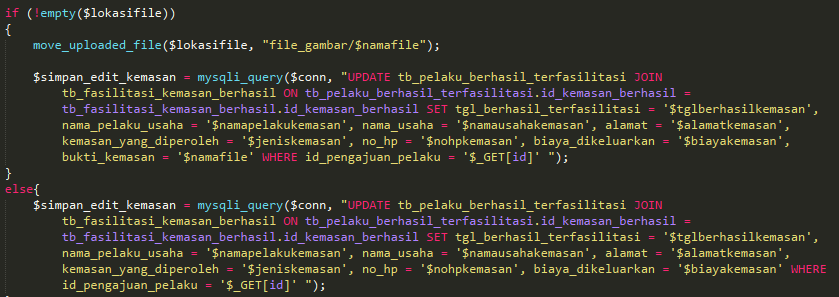 if (!empty($lokasifile))
{
move_uploaded_file($lokasifile, "file_gambar/$namafile");
$simpan_edit_kemasan = mysqli_query($conn, "UPDATE tb_pelaku_berhasil_terfasilitasi JOIN
tb_fasilitasi_kemasan_berhasil ON tb_pelaku_berhasil_terfasilitasi.id_kemasan_berhasil =
tb_fasilitasi_kemasan_berhasil.id_kemasan_berhasil SET tgl_berhasil_terfasilitasi = '$tglberhasilkemasan',
nama_pelaku_usaha = '$namapelakukemasan', nama_usaha = '$namausahakemasan', alamat = '$alamatkemasan',
kemasan_yang_diperoleh = '$jeniskemasan', no_hp = '$nohpkemasan', biaya_dikeluarkan = '$biayakemasan',
bukti_kemasan = '$namafile' WHERE id_pengajuan_pelaku = '$_GET[id]' ");
}
else{
$simpan_edit_kemasan = mysqli_query($conn, "UPDATE tb_pelaku_berhasil_terfasilitasi JOIN
tb_fasilitasi_kemasan_berhasil ON tb_pelaku_berhasil_terfasilitasi.id_kemasan_berhasil =
tb_fasilitasi_kemasan_berhasil.id_kemasan_berhasil SET tgl_berhasil_terfasilitasi = '$tglberhasilkemasan',
nama_pelaku_usaha = '$namapelakukemasan', nama_usaha = '$namausahakemasan', alamat = '$alamatkemasan',
kemasan_yang_diperoleh = '$jeniskemasan', no_hp = '$nohpkemasan', biaya_dikeluarkan = '$biayakemasan' WHERE
id_pengajuan_pelaku = '$_GET[id]' ");